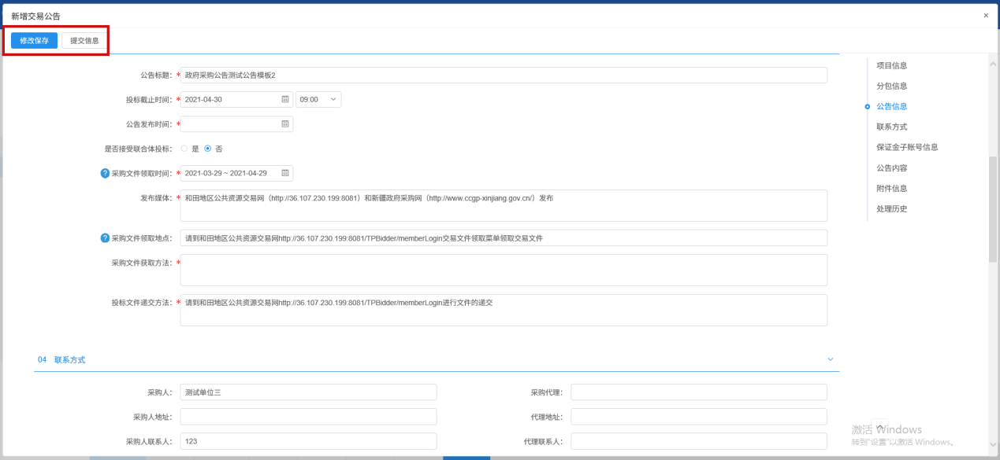 新增交易公告
×
修改保存 提交信息
公告标题： * 政府采购公告测试公告模板2
投标截止时间： * 2021-04-30 09:00
公告发布时间： *
是否接受联合体投标： 是 否
? 采购文件领取时间： * 2021-03-29 ~ 2021-04-29
发布媒体： * 和田地区公共资源交易网（http://36.107.230.199:8081）和新疆政府采购网（http://www.ccgp-xinjiang.gov.cn/）发布
? 采购文件领取地点： 请到和田地区公共资源交易网http://36.107.230.199:8081/TPBidder/memberLogin交易文件领取菜单领取交易文件
采购文件获取方法： *
投标文件递交方法： * 请到和田地区公共资源交易网http://36.107.230.199:8081/TPBidder/memberLogin进行文件的递交
04 联系方式
采购人： 测试单位三 采购代理：
采购人地址： 代理地址：
采购人联系人： 123 代理联系人：
项目信息
分包信息
公告信息
联系方式
保证金子账号信息
公告内容
附件信息
处理历史
激活 Windows
转到"设置"以激活 Windows。